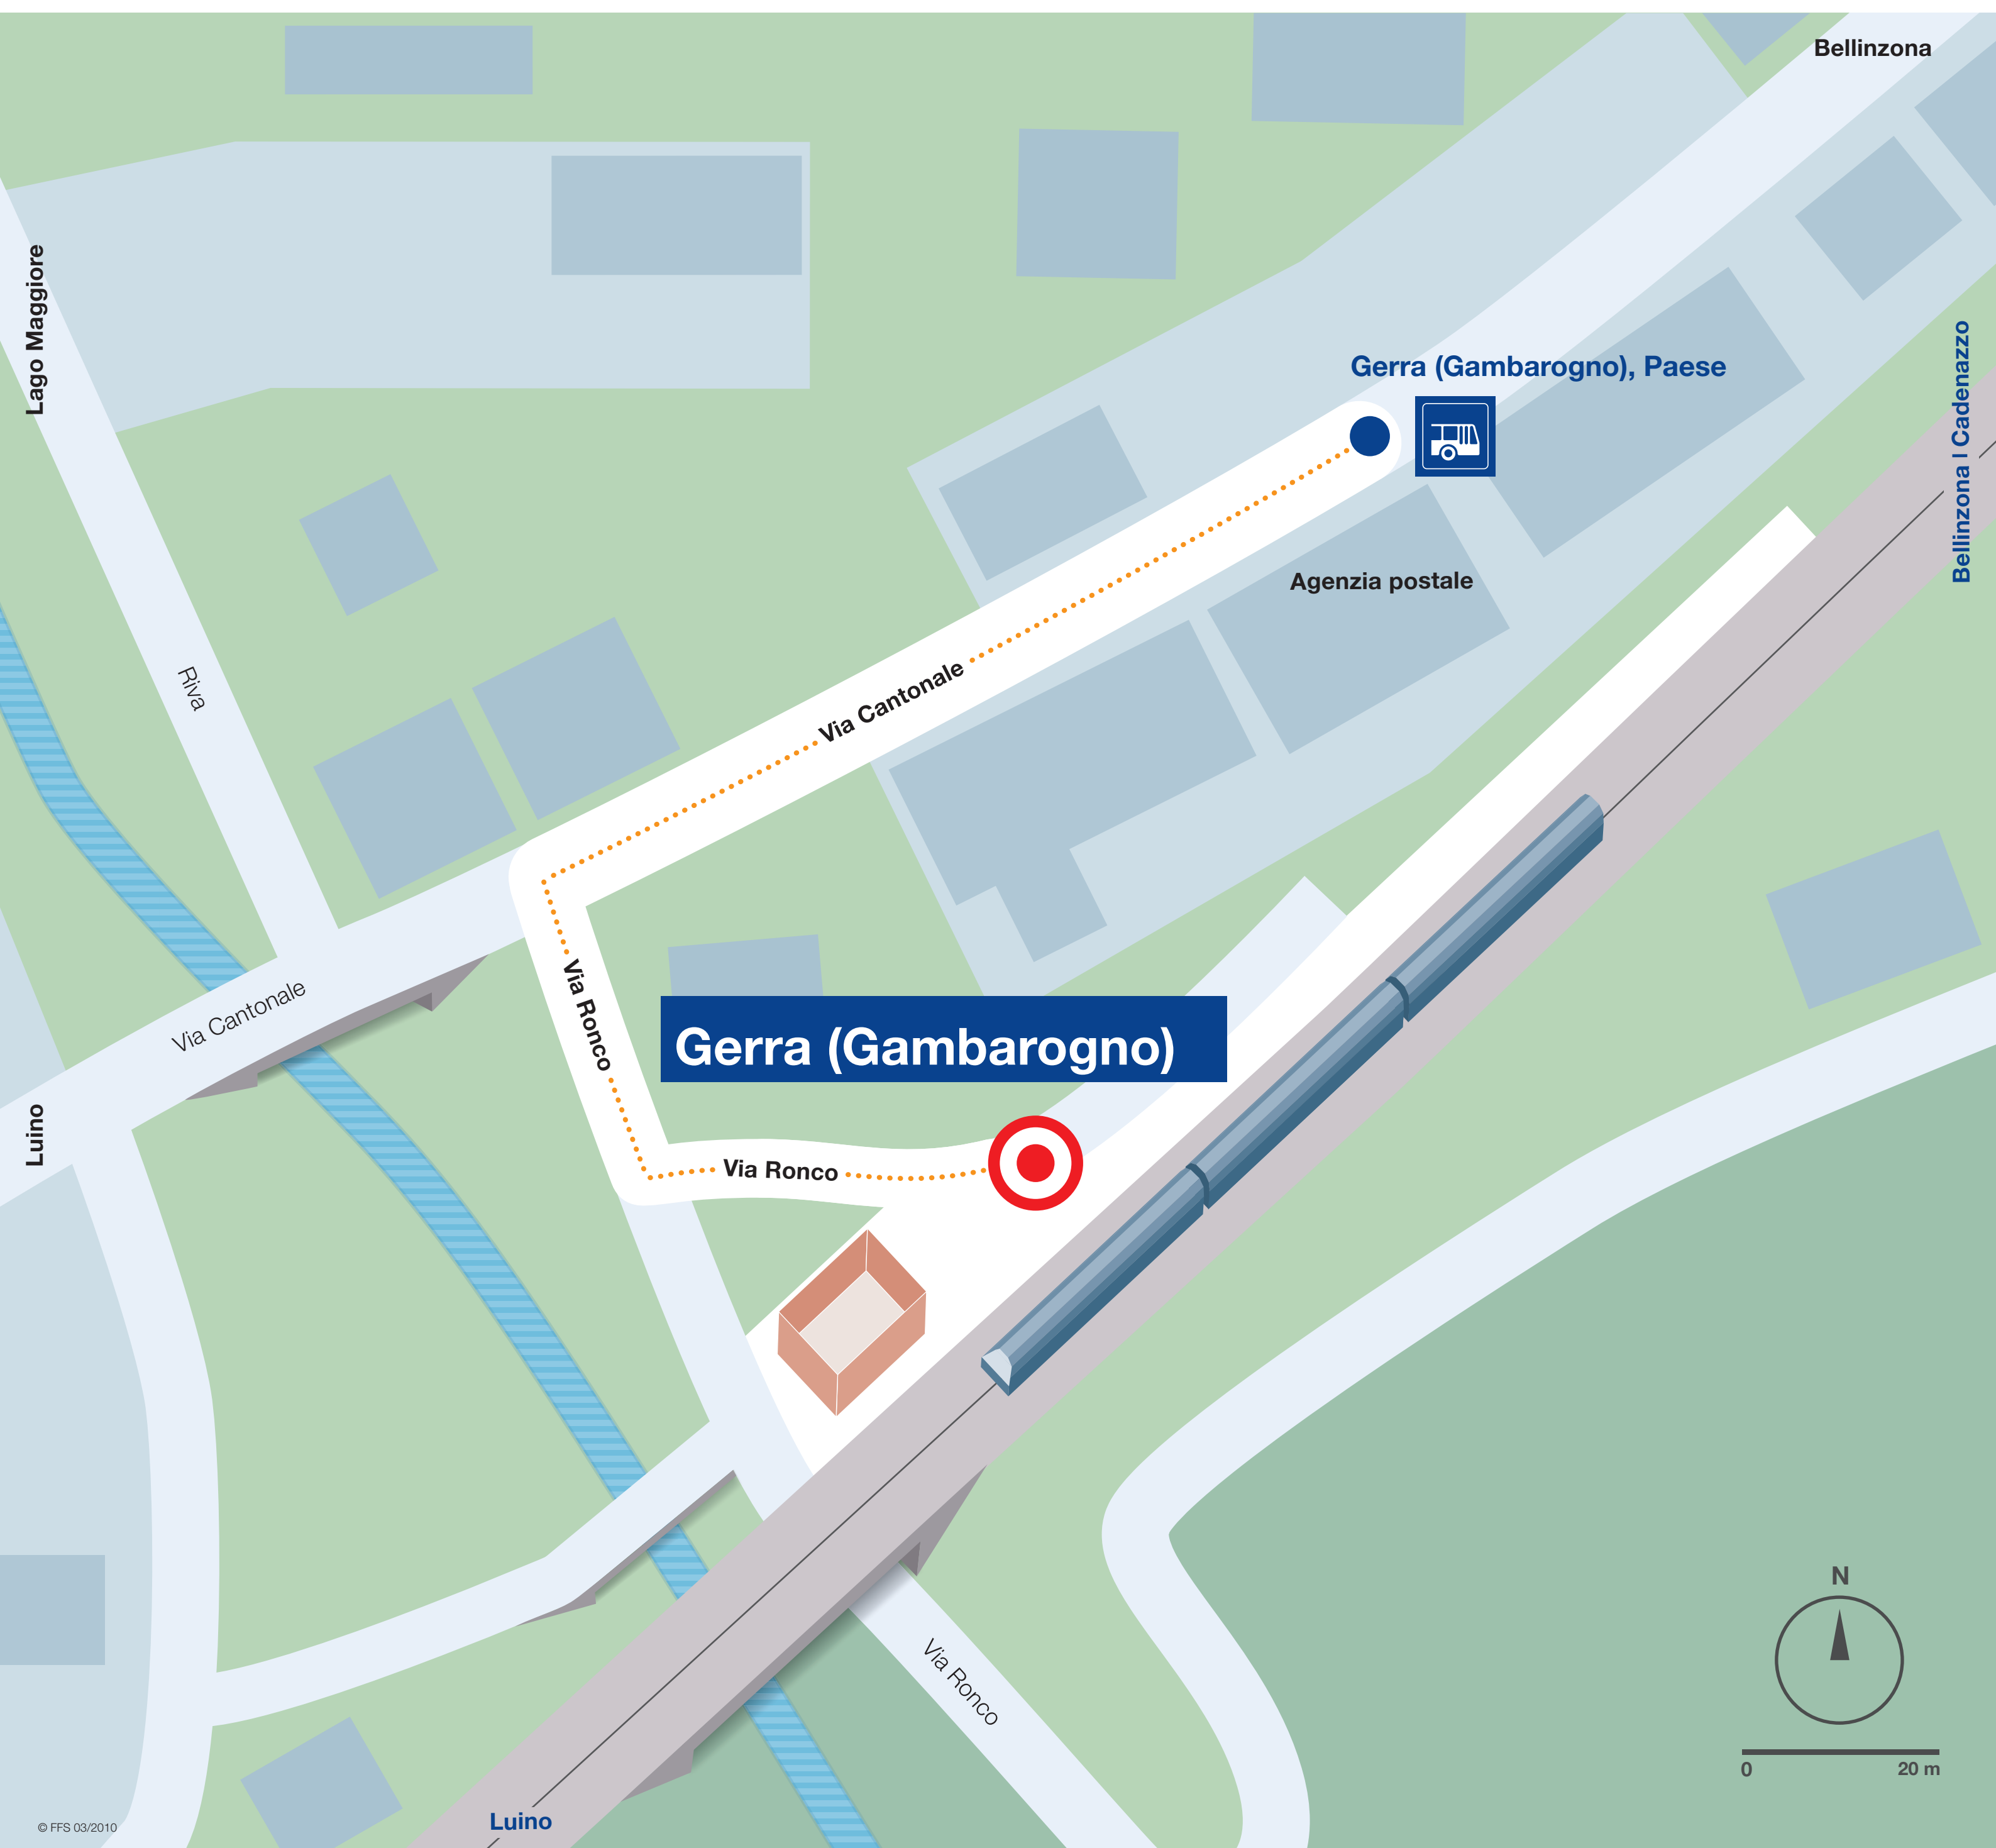 Bellinzona
Lago Maggiore
Gerra (Gambarogno), Paese
Bellinzona | Cadenazzo
Agenzia postale
Riva
Via Cantonale
Via Cantonale
Via Ronco
Gerra (Gambarogno)
Luino
Via Ronco
N
Via Ronco
0 20 m
Luino
© FFS 03/2010